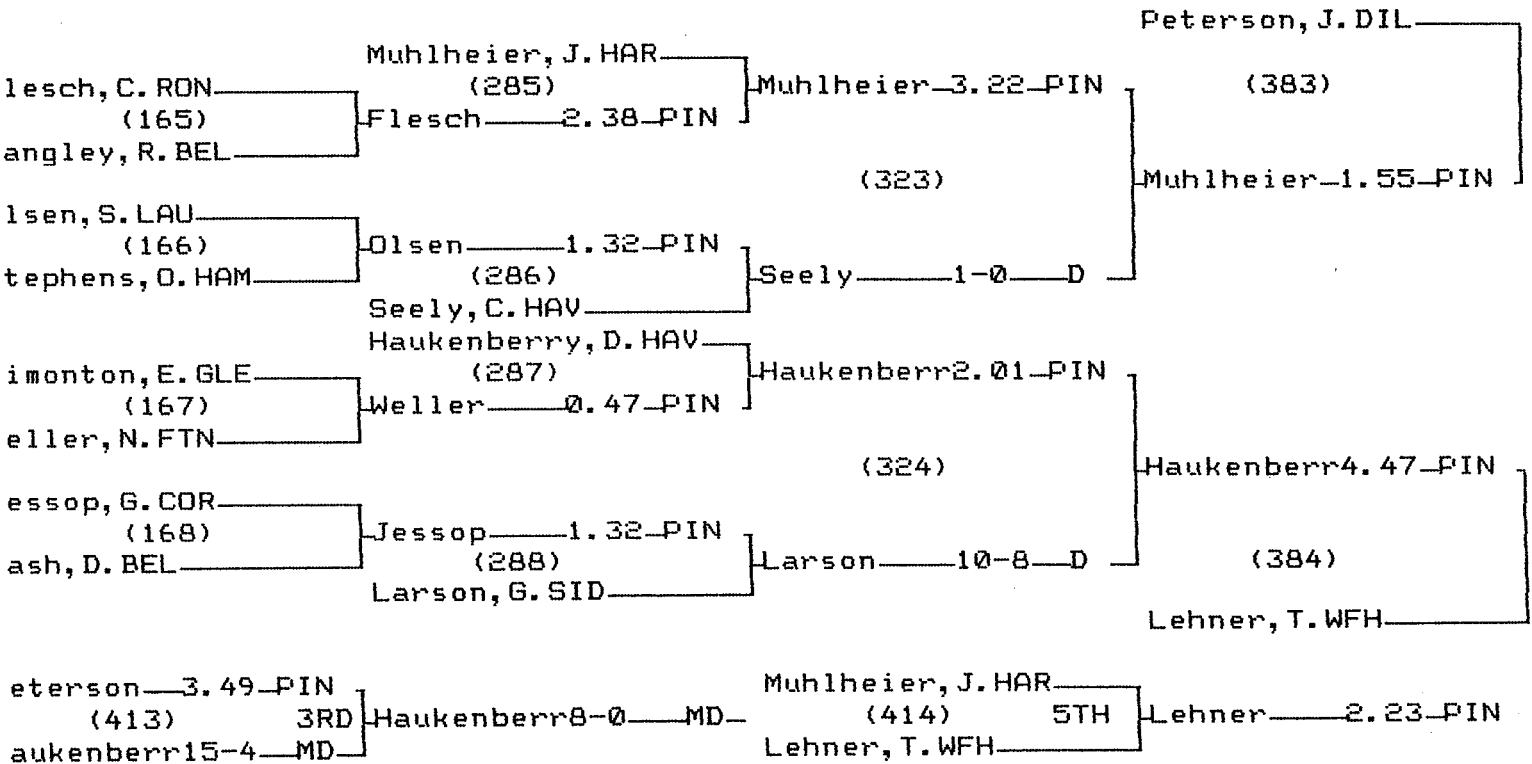 Peterson, J. DIL
Muhlheier, J. HAR
lesch, C. RON (285) Muhlheier 3.22 PIN (383)
(165) Flesch 2.38 PIN
angley, R. BEL
(323) Muhlheier 1.55 PIN
lsen, S. LAU
(166) Olsen 1.32 PIN
tephens, O. HAM (286) Seely 1-0 D
Seely, C. HAV
Haukenberry, D. HAV
imonton, E. GLE (287) Haukenberr2.01 PIN
(167) Weller 0.47 PIN
eller, N. FTN
(324) Haukenberr4.47 PIN
essop, G. COR
(168) Jessop 1.32 PIN
ash, D. BEL (288) Larson 10-8 D (384)
Larson, G. SID
Lehner, T. WFH
eterson 3.49 PIN Muhlheier, J. HAR
(413) 3RD Haukenberr8-0 MD (414) 5TH Lehner 2.23 PIN
aukenberr15-4 MD Lehner, T. WFH